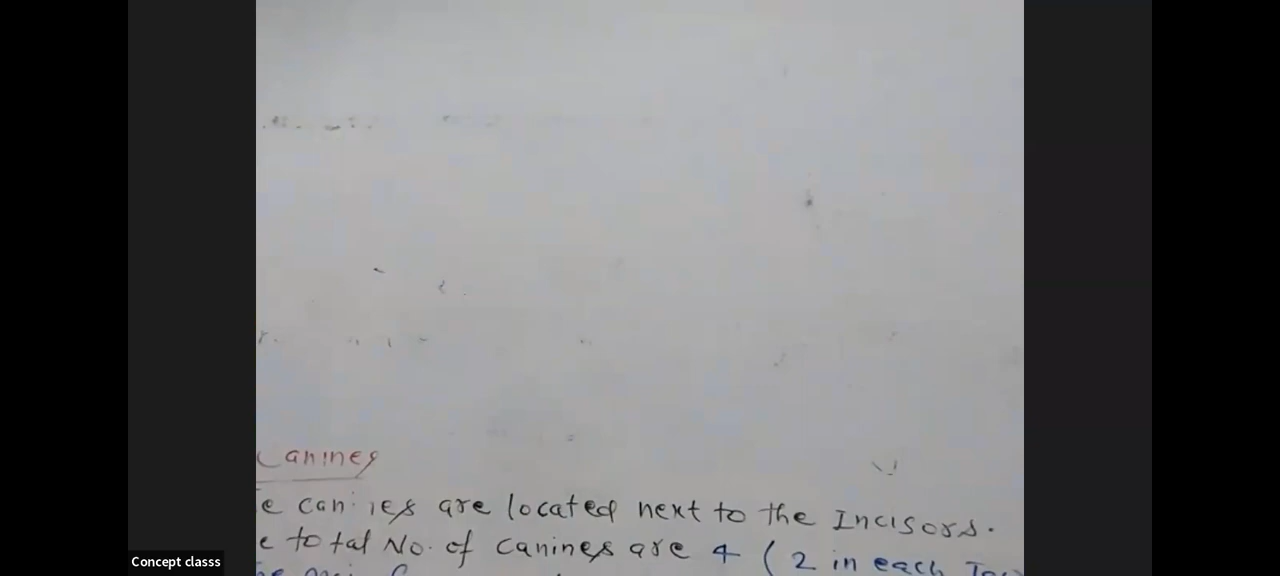 Canines
e canines are located next to the Incisors.
e total No. of canines are 4 ( 2 in each Jaw
Concept classs